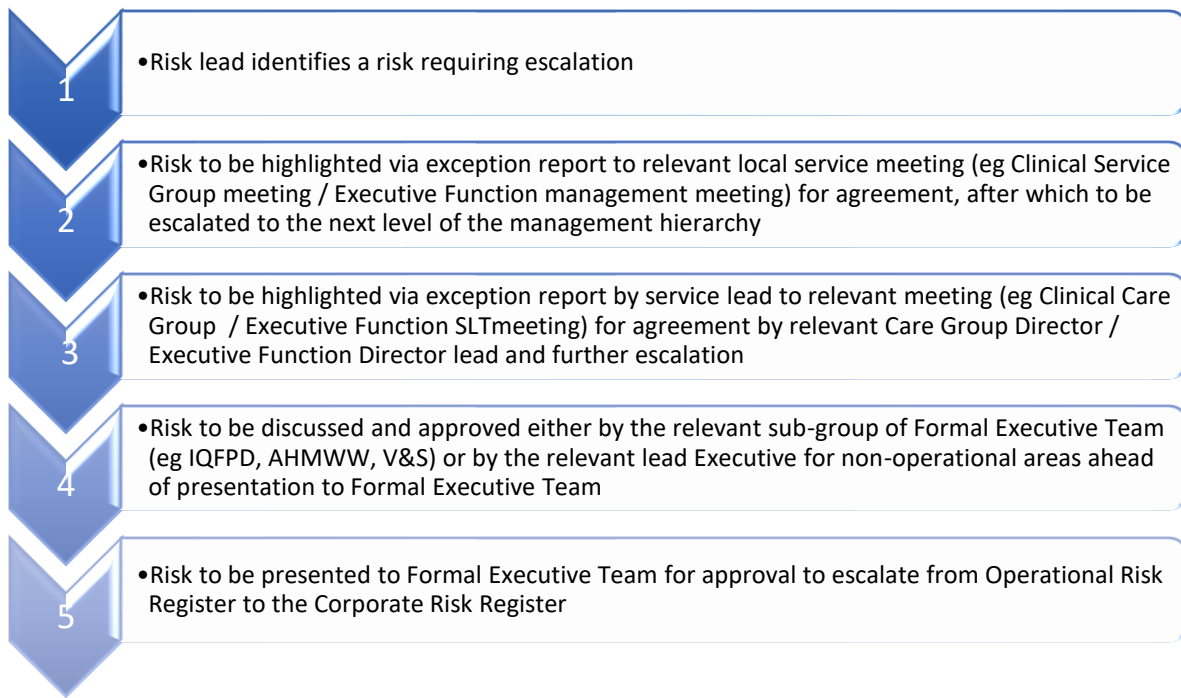 1
•Risk lead identifies a risk requiring escalation
2
•Risk to be highlighted via exception report to relevant local service meeting (eg Clinical Service
Group meeting / Executive Function management meeting) for agreement, after which to be
escalated to the next level of the management hierarchy
3
•Risk to be highlighted via exception report by service lead to relevant meeting (eg Clinical Care
Group / Executive Function SLTmeeting) for agreement by relevant Care Group Director /
Executive Function Director lead and further escalation
4
•Risk to be discussed and approved either by the relevant sub-group of Formal Executive Team
(eg IQFPD, AHMWW, V&S) or by the relevant lead Executive for non-operational areas ahead
of presentation to Formal Executive Team
5
•Risk to be presented to Formal Executive Team for approval to escalate from Operational Risk
Register to the Corporate Risk Register